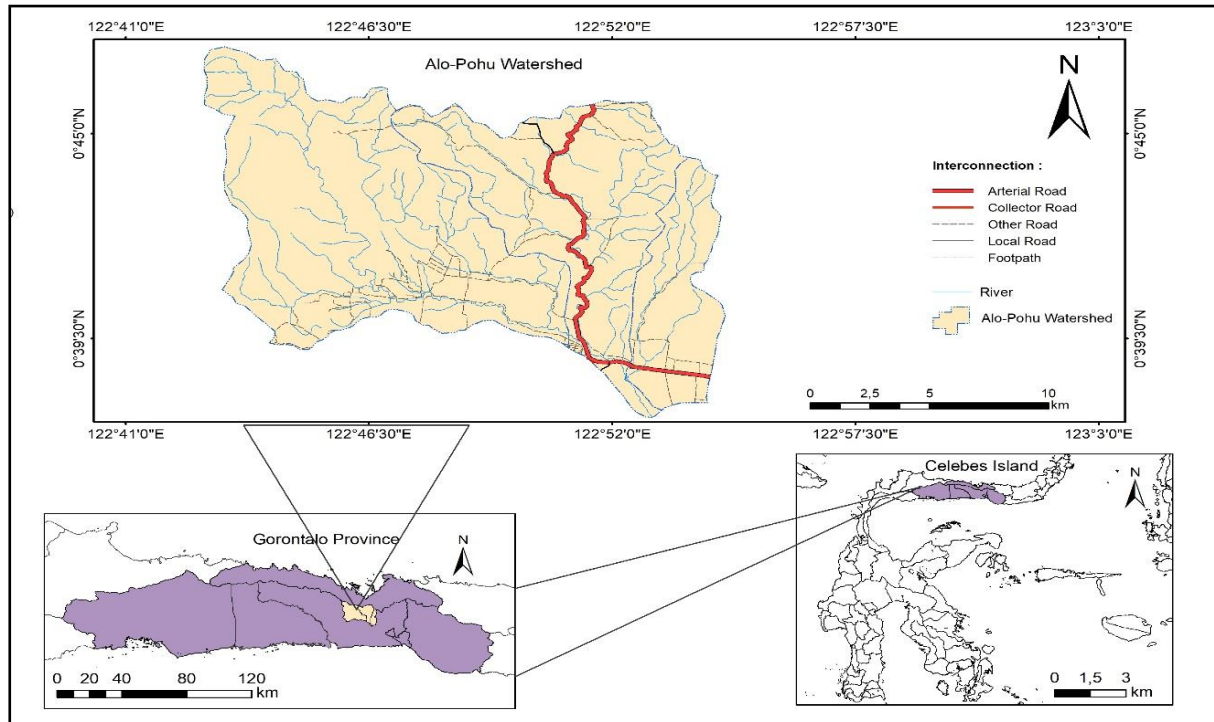 122°41'0"E 122°46'30"E 122°52'0"E 122°57'30"E 123°3'0"E
Alo-Pohu Watershed
N
0°45'0"N
0°45'0"N
0°39'30"N
0°39'30"N
Interconnection :
Arterial Road
Collector Road
Other Road
Local Road
Footpath
River
Alo-Pohu Watershed
0 2,5 5 10
km
122°41'0"E 122°46'30"E 122°52'0"E 122°57'30"E 123°3'0"E
Gorontalo Province
N
0 20 40 80 120
km
Celebes Island
N
0 1,5 3
km